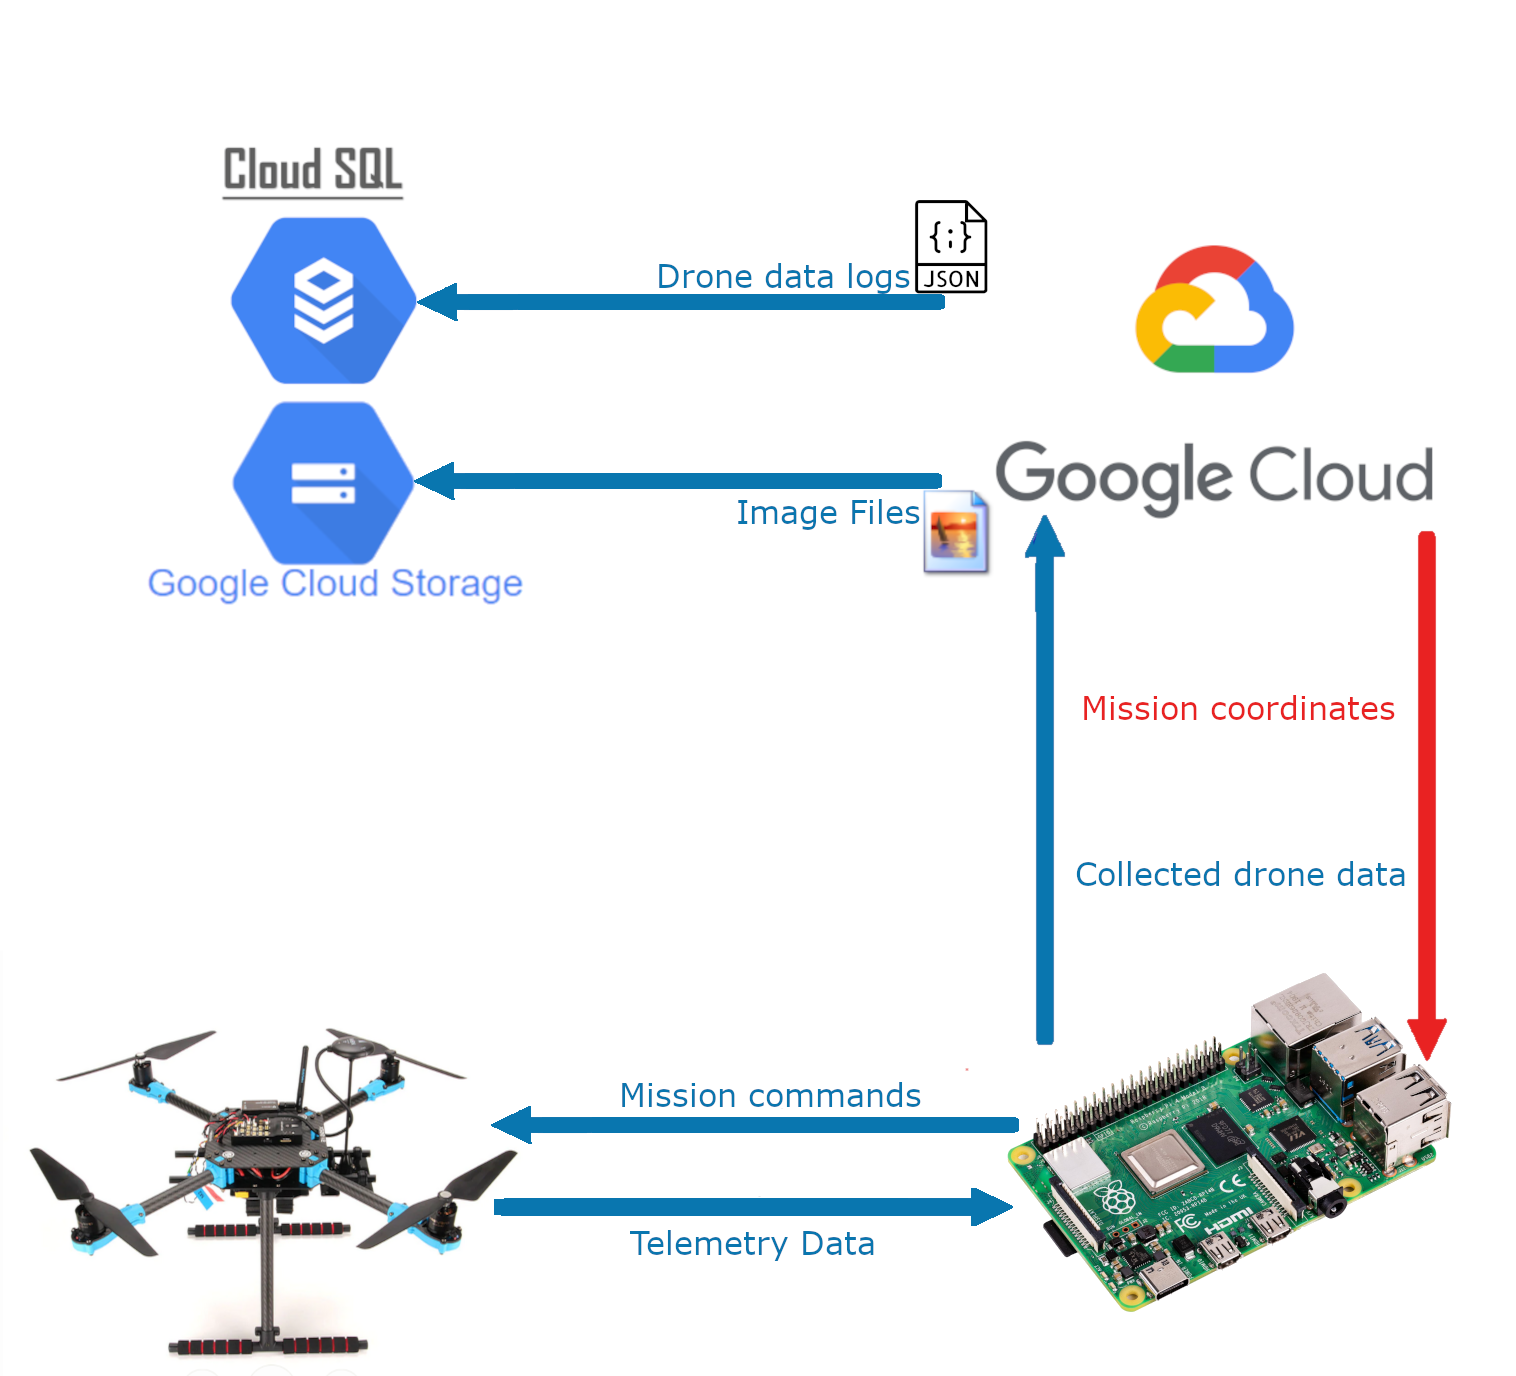 Cloud SQL
Drone data logs
JSON
Google Cloud
Image Files
Google Cloud Storage
Mission coordinates
Collected drone data
Mission commands
Telemetry Data
HDMI